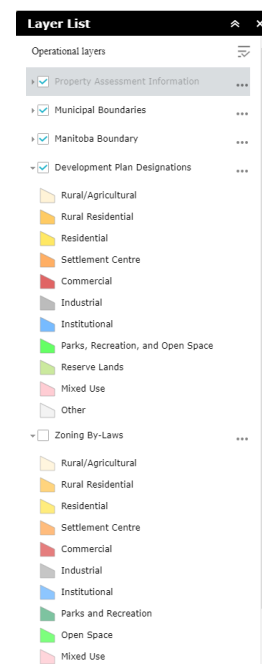 Layer List
Operational layers
Property Assessment Information
Municipal Boundaries
Manitoba Boundary
Development Plan Designations
Rural/Agricultural
Rural Residential
Residential
Settlement Centre
Commercial
Industrial
Institutional
Parks, Recreation, and Open Space
Reserve Lands
Mixed Use
Other
Zoning By-Laws
Rural/Agricultural
Rural Residential
Residential
Settlement Centre
Commercial
Industrial
Institutional
Parks and Recreation
Open Space
Mixed Use